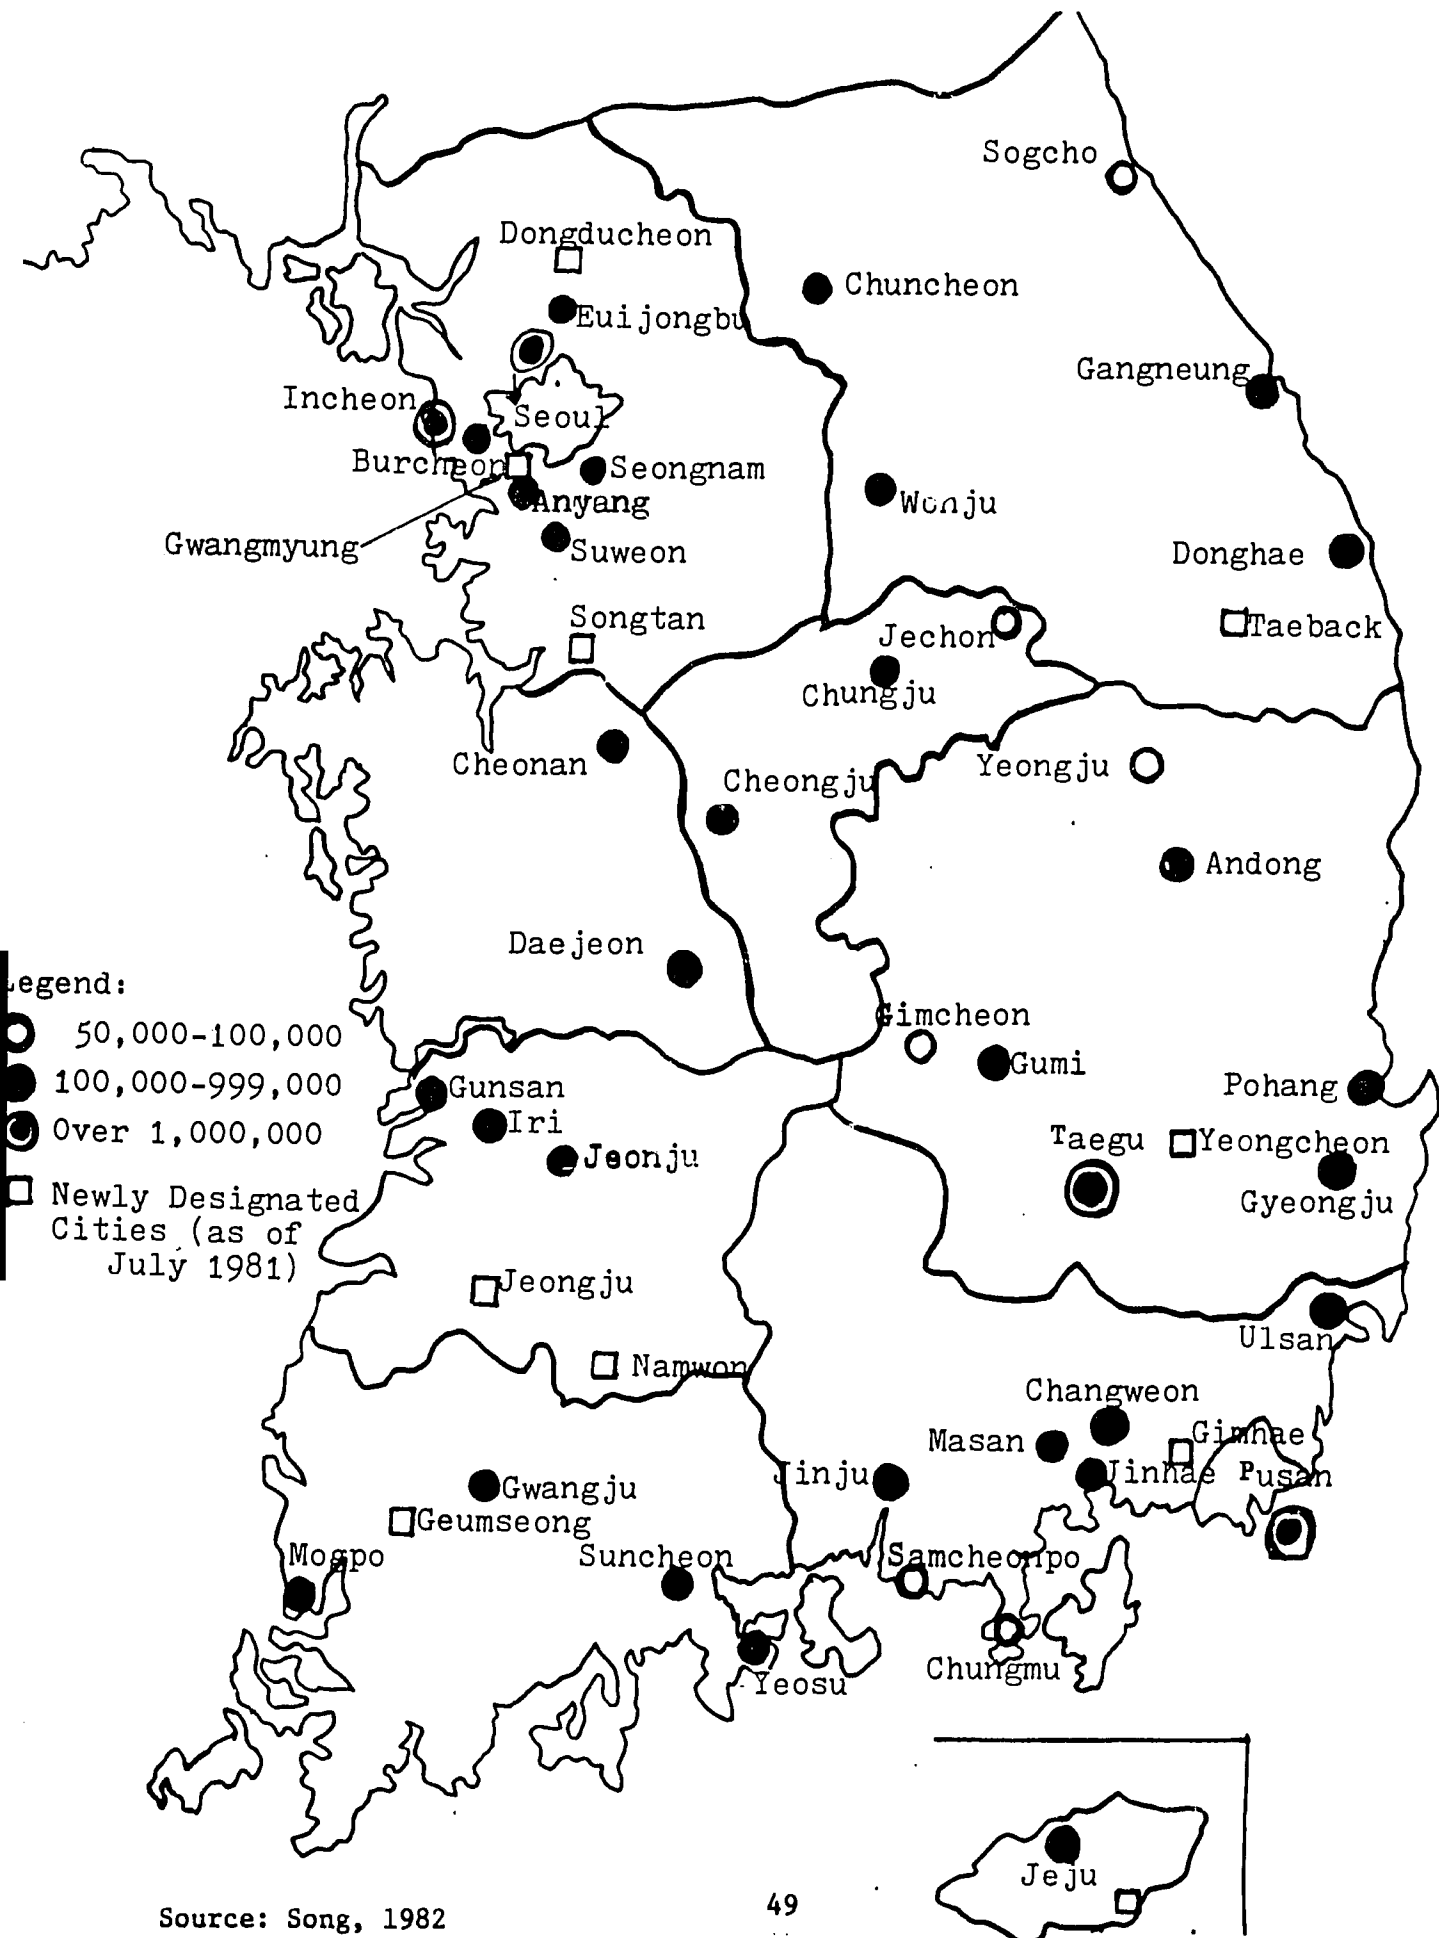 Sogcho
Dongducheon
Chuncheon
Euijongbu
Gangneung
Incheon
Seoul
Burcheon
Seongnam
Anyang
Wonju
Gwangmyung
Suweon
Donghae
Songtan
Taeback
Jechon
Chungju
Cheonan
Yeongju
Cheongju
Andong
Daejeon
Legend:
50,000-100,000
100,000-999,000
Over 1,000,000
Newly Designated
Cities (as of
July 1981)
Gimcheon
Gumi
Gunsan
Pohang
Iri
Taegu
Yeongcheon
Jeonju
Gyeongju
Jeongju
Ulsan
Namwon
Changweon
Gimhae
Masan
Jinju
Jinhae
Pusan
Gwangju
Geumseong
Mogpo
Suncheon
Samcheonpo
Chungmu
Yeosu
Jeju
Source: Song, 1982
49